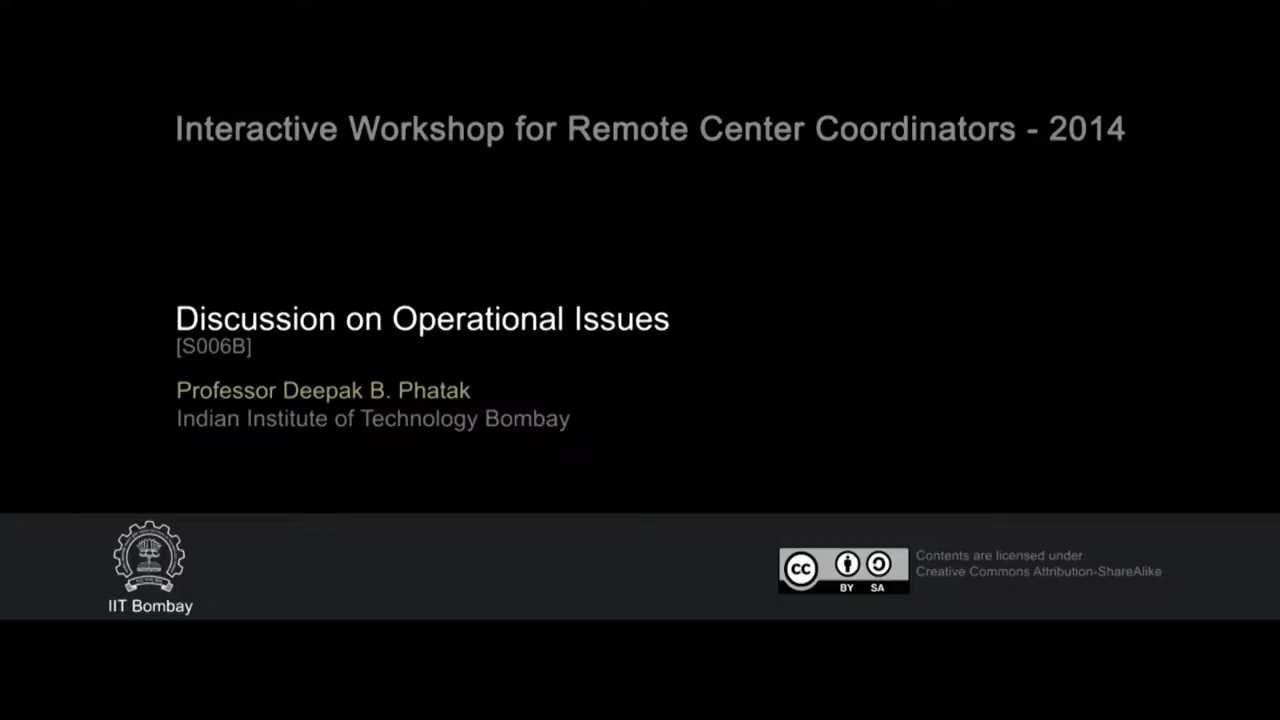 Interactive Workshop for Remote Center Coordinators - 2014
Discussion on Operational Issues
[S006B]
Professor Deepak B. Phatak
Indian Institute of Technology Bombay
IIT Bombay
cc
BY SA
Contents are licensed under
Creative Commons Attribution-ShareAlike